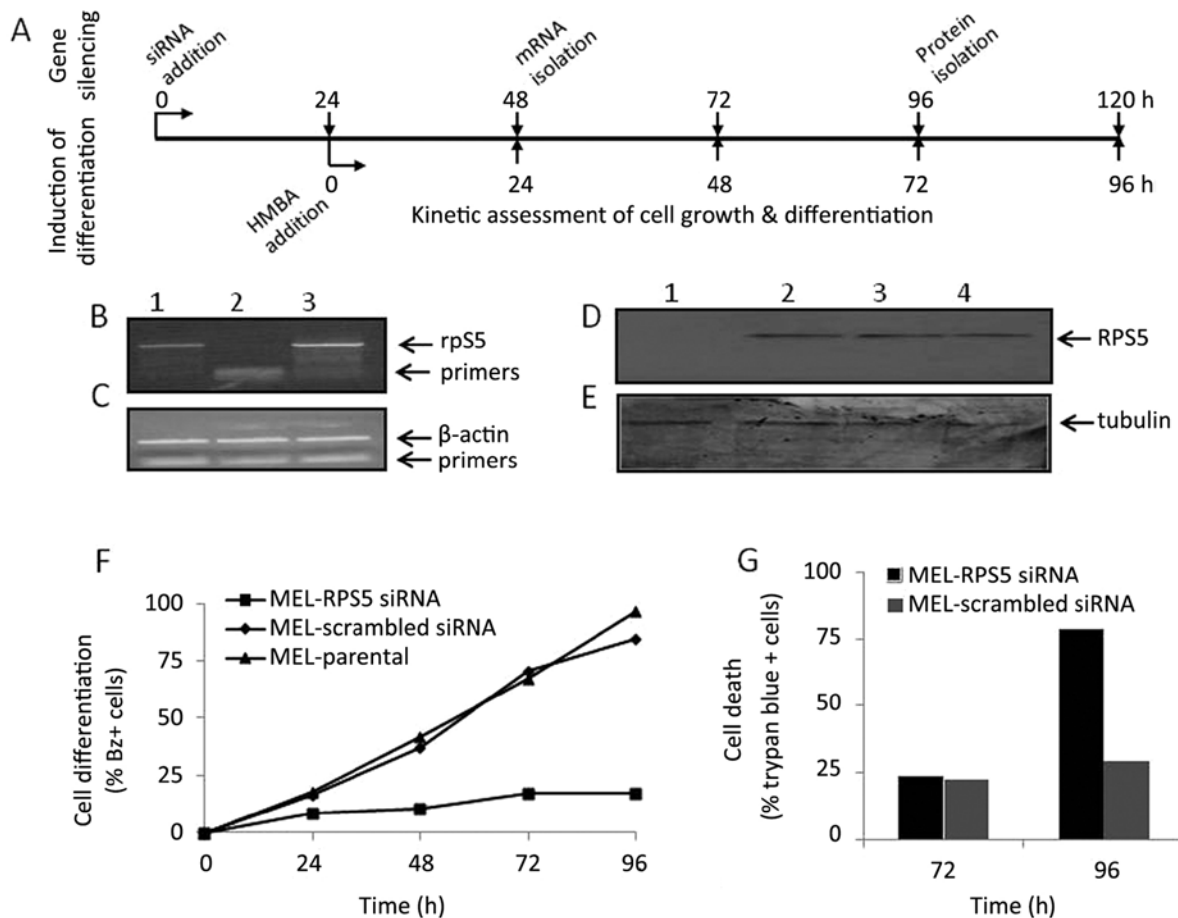 A
Gene silencing
Induction of differentiation
siRNA addition
mRNA isolation
Protein isolation
0 24 48 72 96 120 h
0 24 48 72 96 h
HMBA addition
Kinetic assessment of cell growth & differentiation
B
1 2 3
rpS5
primers
C
β-actin
primers
D
1 2 3 4
RPS5
E
tubulin
F
MEL-RPS5 siRNA
MEL-scrambled siRNA
MEL-parental
Cell differentiation
(% Bz+ cells)
100
75
50
25
0
0 24 48 72 96
Time (h)
G
MEL-RPS5 siRNA
MEL-scrambled siRNA
Cell death
(% trypan blue + cells)
100
75
50
25
0
72 96
Time (h)